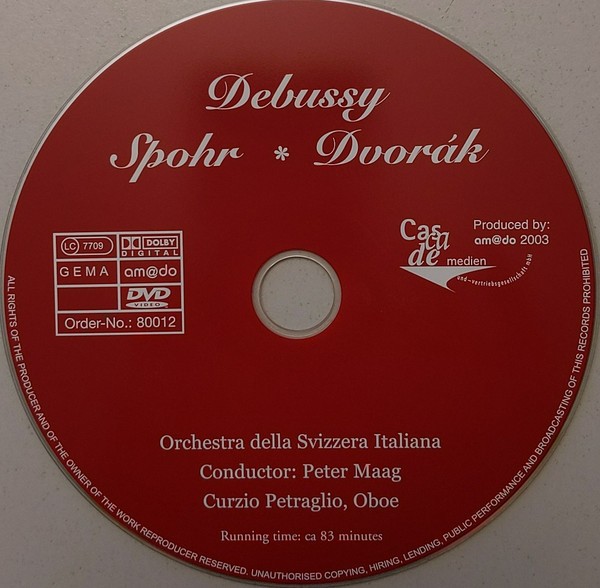 Debussy
Spohr * Dvorák
LC 7709
DOLBY
DIGITAL
GEMA
am@do
DVD
VIDEO
Order-No.: 80012
Cascade
medien
und-vertriebsgesellschaft mbh
Produced by:
am@do 2003
Orchestra della Svizzera Italiana
Conductor: Peter Maag
Curzio Petraglio, Oboe
Running time: ca 83 minutes
ALL RIGHTS OF THE PRODUCER AND OF THE OWNER OF THE WORK REPRODUCER RESERVED. UNAUTHORISED COPYING, HIRING, LENDING, PUBLIC PERFORMANCE AND BROADCASTING OF THIS RECORDS PROHIBITED